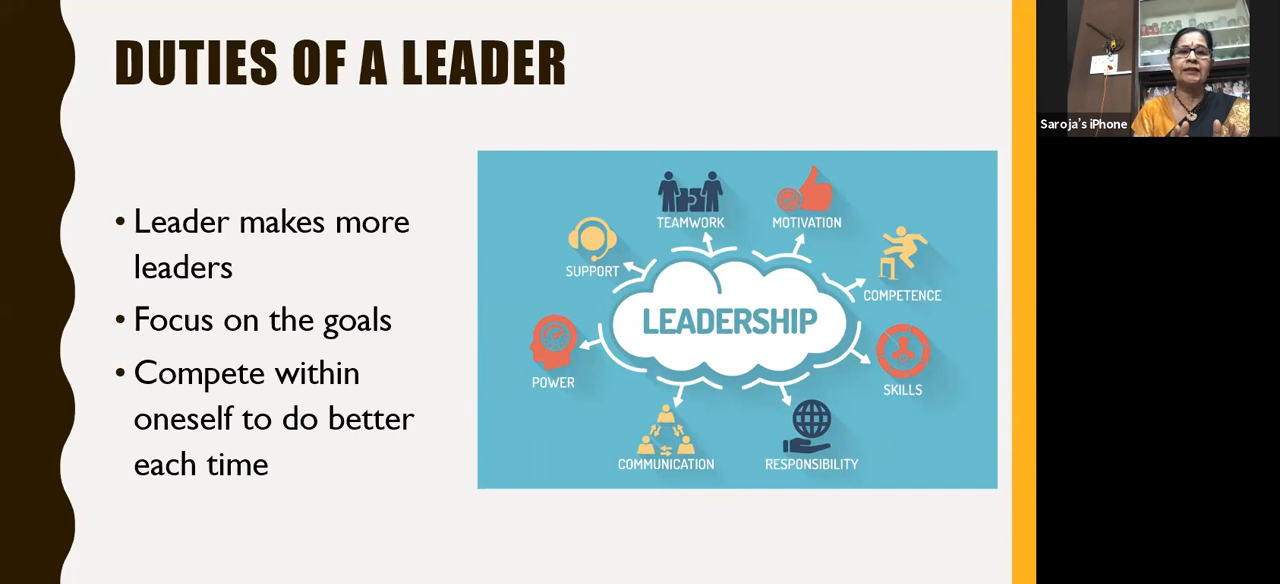 DUTIES OF A LEADER
• Leader makes more
leaders
• Focus on the goals
• Compete within
oneself to do better
each time
TEAMWORK
MOTIVATION
SUPPORT
COMPETENCE
LEADERSHIP
POWER
SKILLS
COMMUNICATION
RESPONSIBILITY
Saroja's iPhone